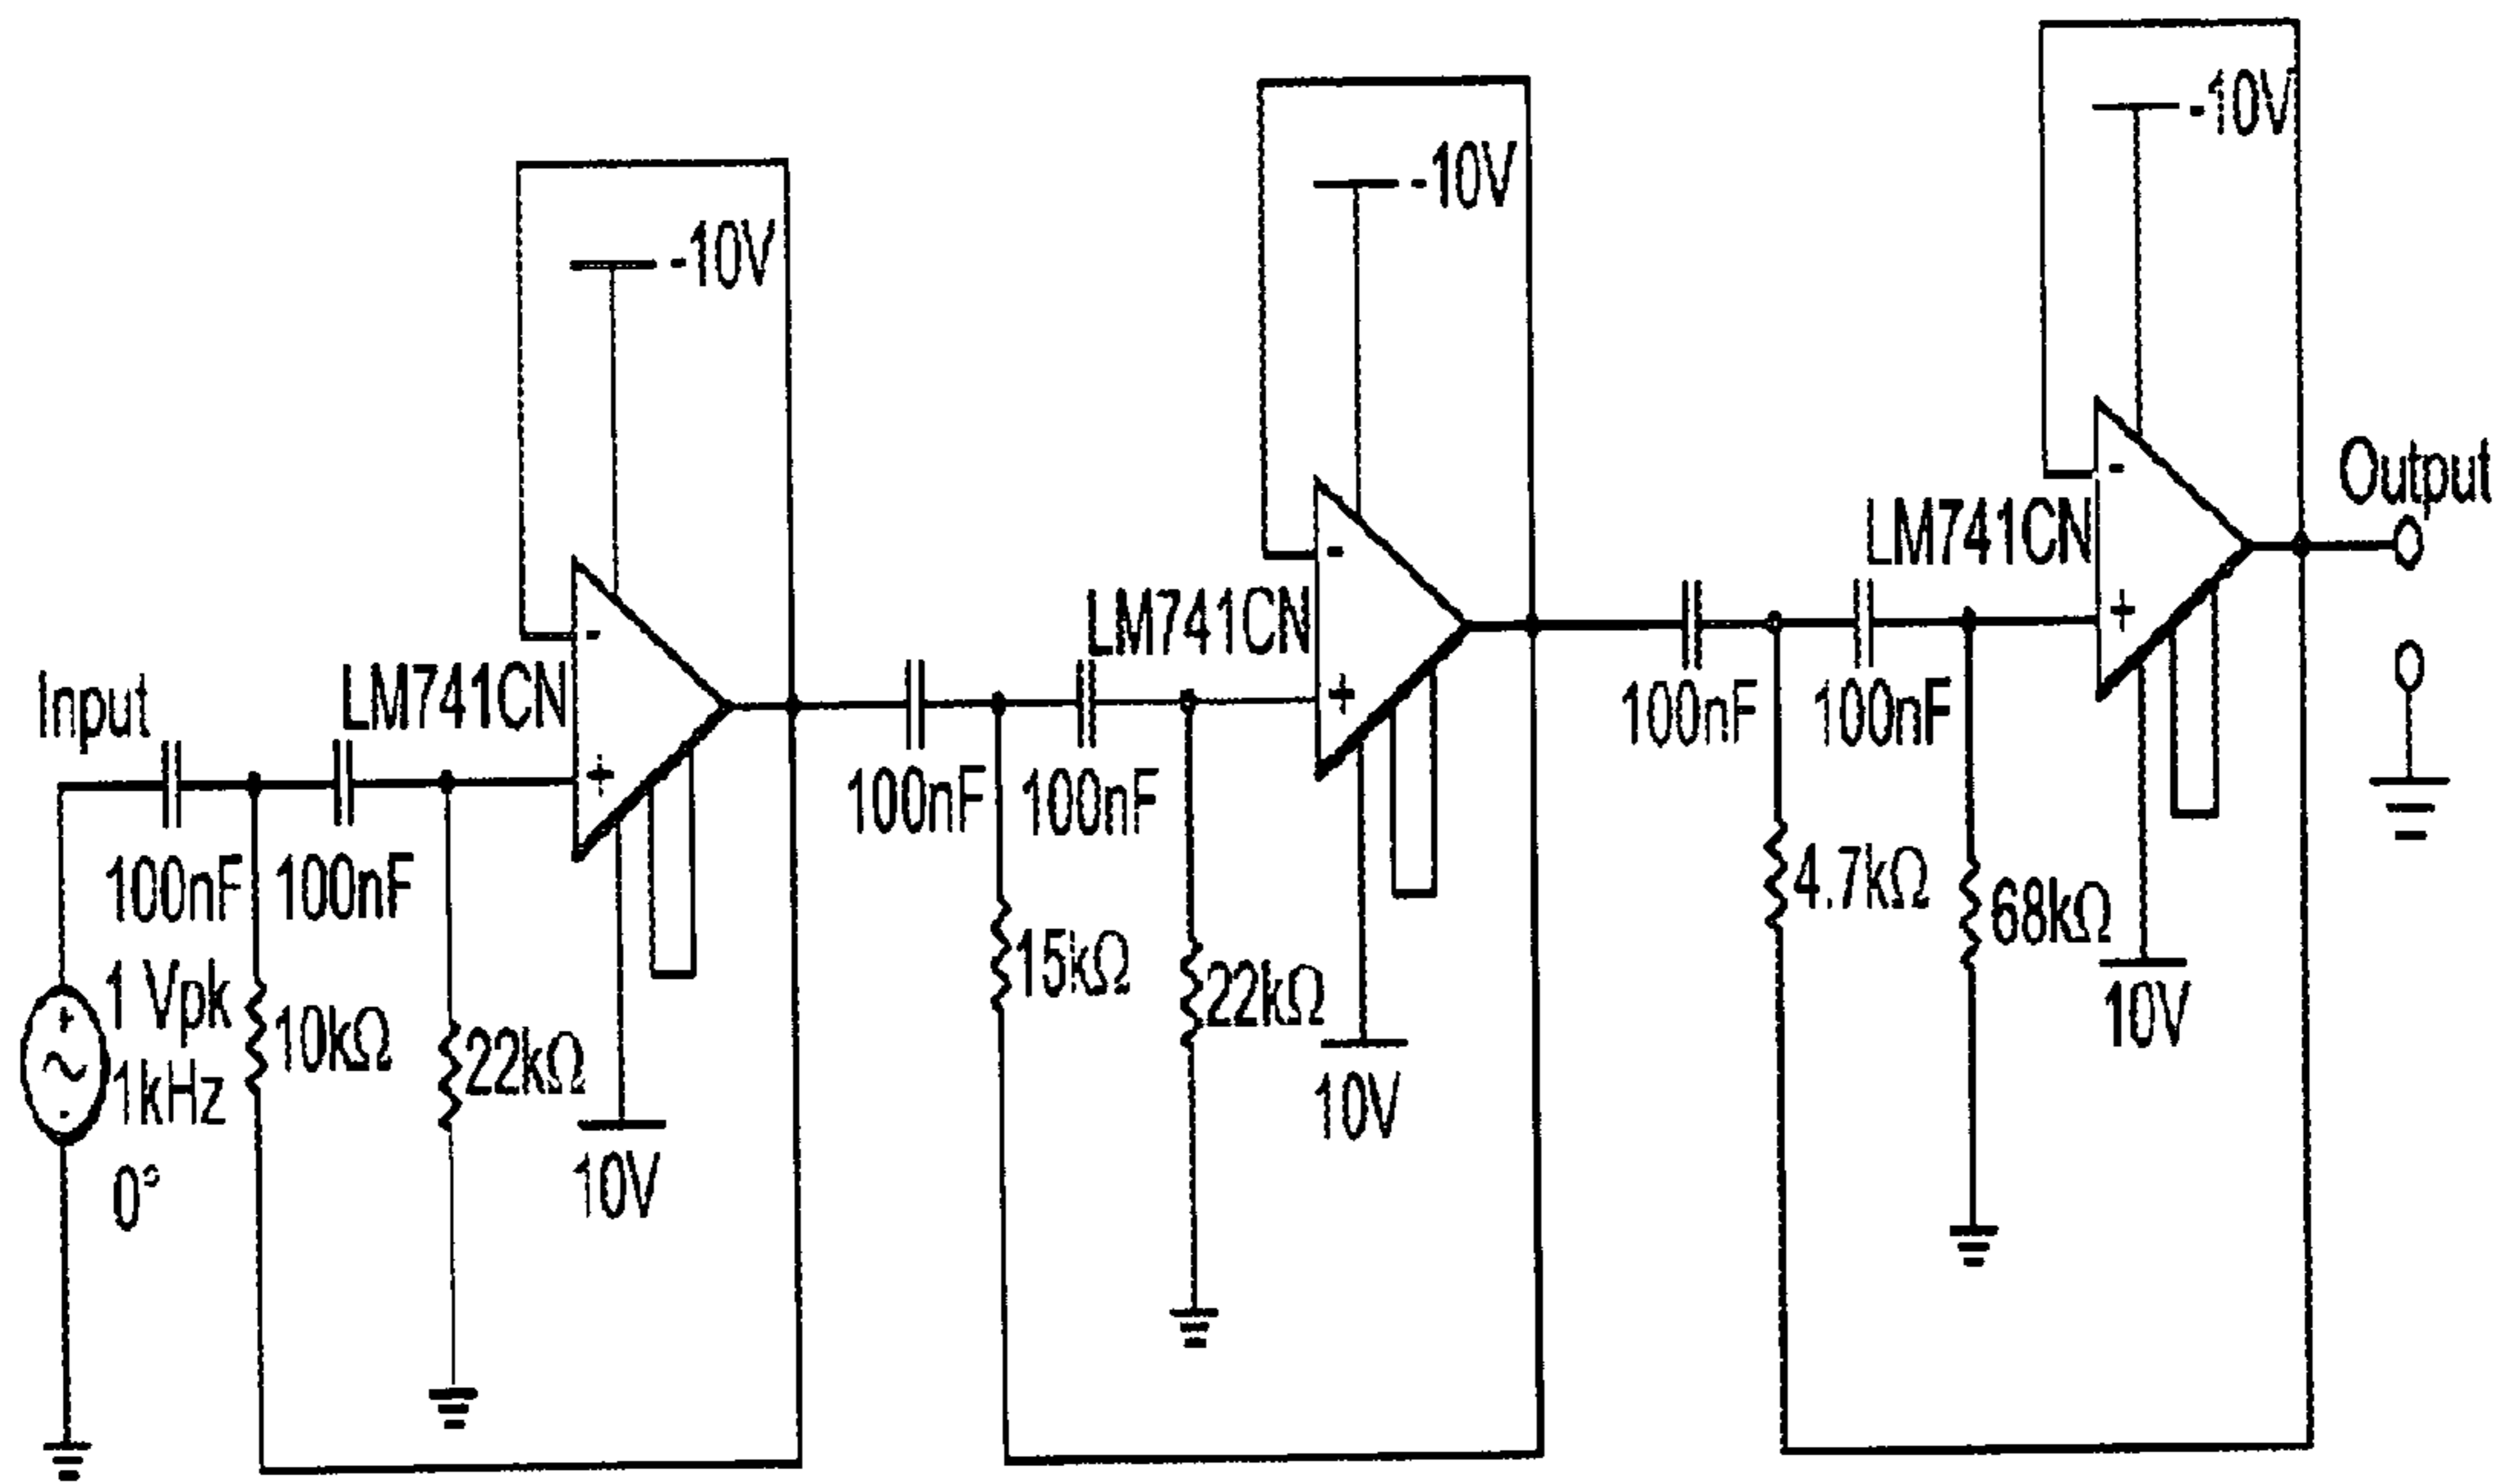 -10V
-10V
-10V
Output
LM741CN
LM741CN
LM741CN
Input
+
-
+
-
+
-
100nF
100nF
100nF
100nF
100nF
100nF
1 Vpk
1kHz
0°
+
-
10kΩ
22kΩ
15kΩ
22kΩ
4.7kΩ
68kΩ
10V
10V
10V